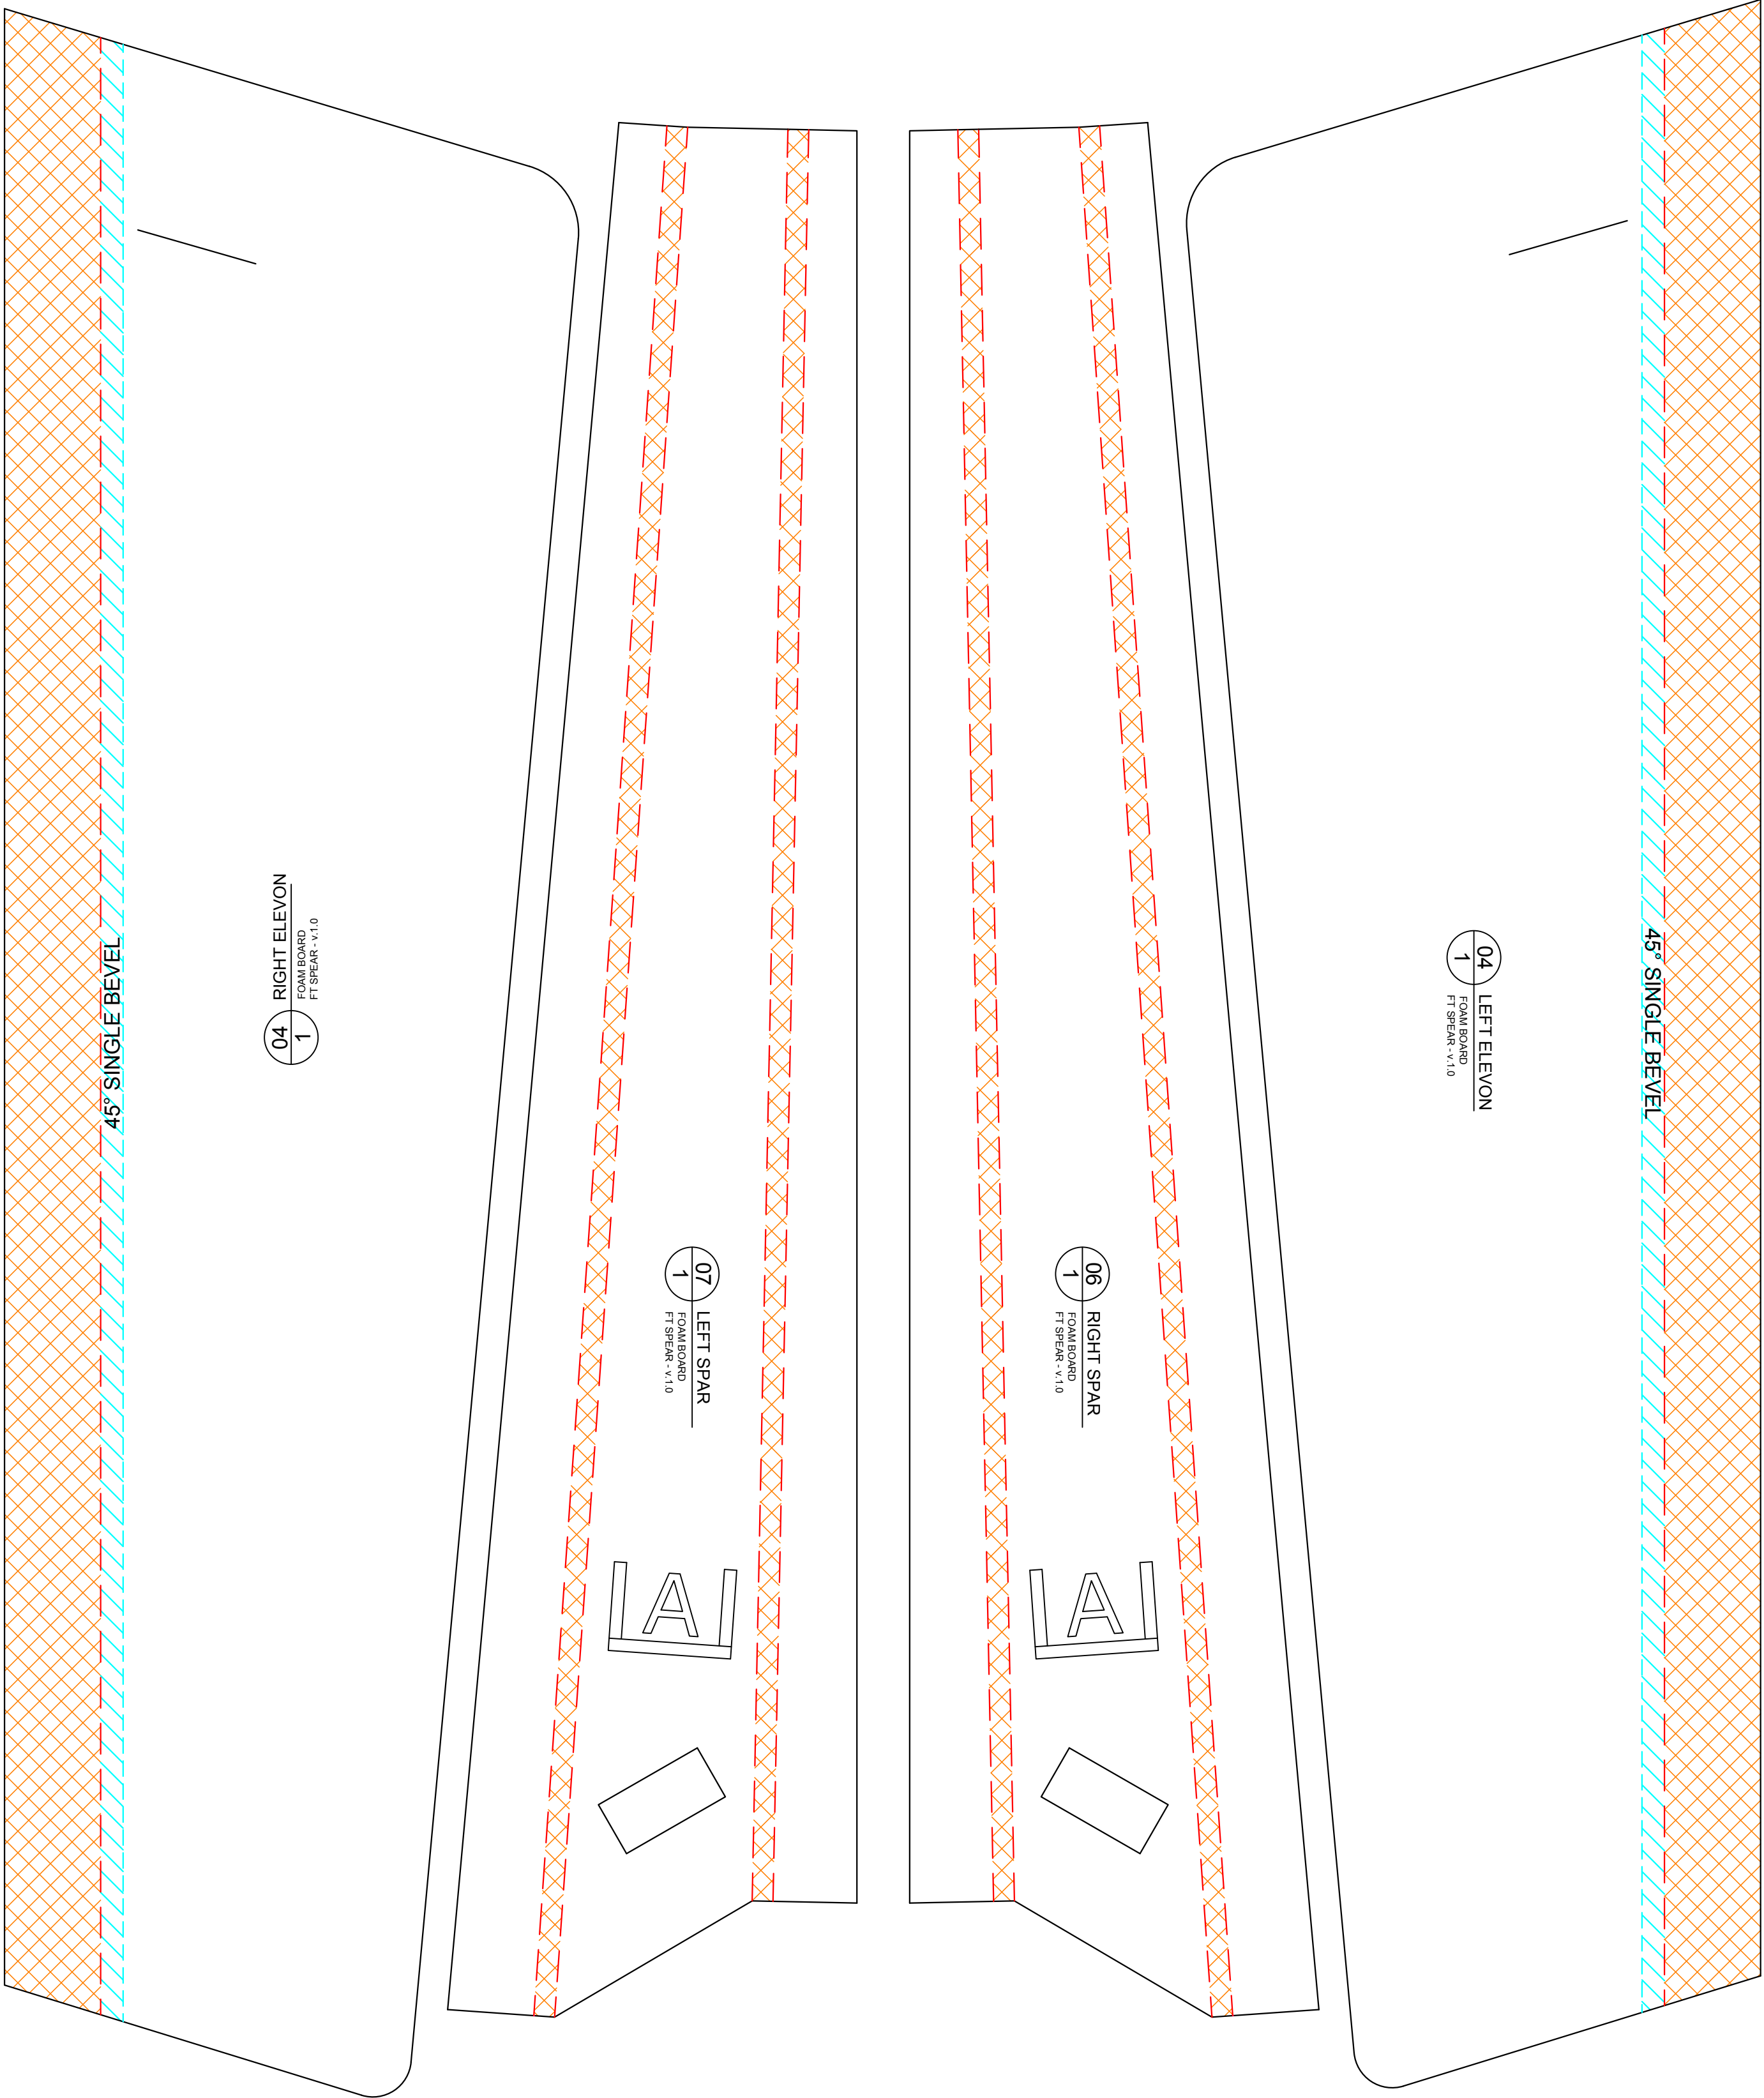 45° SINGLE BEVEL
RIGHT ELEVON
FOAM BOARD
FT SPEAR - v.1.0
04
1
07
1
LEFT SPAR
FOAM BOARD
FT SPEAR - v.1.0
A
06
1
RIGHT SPAR
FOAM BOARD
FT SPEAR - v.1.0
A
04
1
LEFT ELEVON
FOAM BOARD
FT SPEAR - v.1.0
45° SINGLE BEVEL